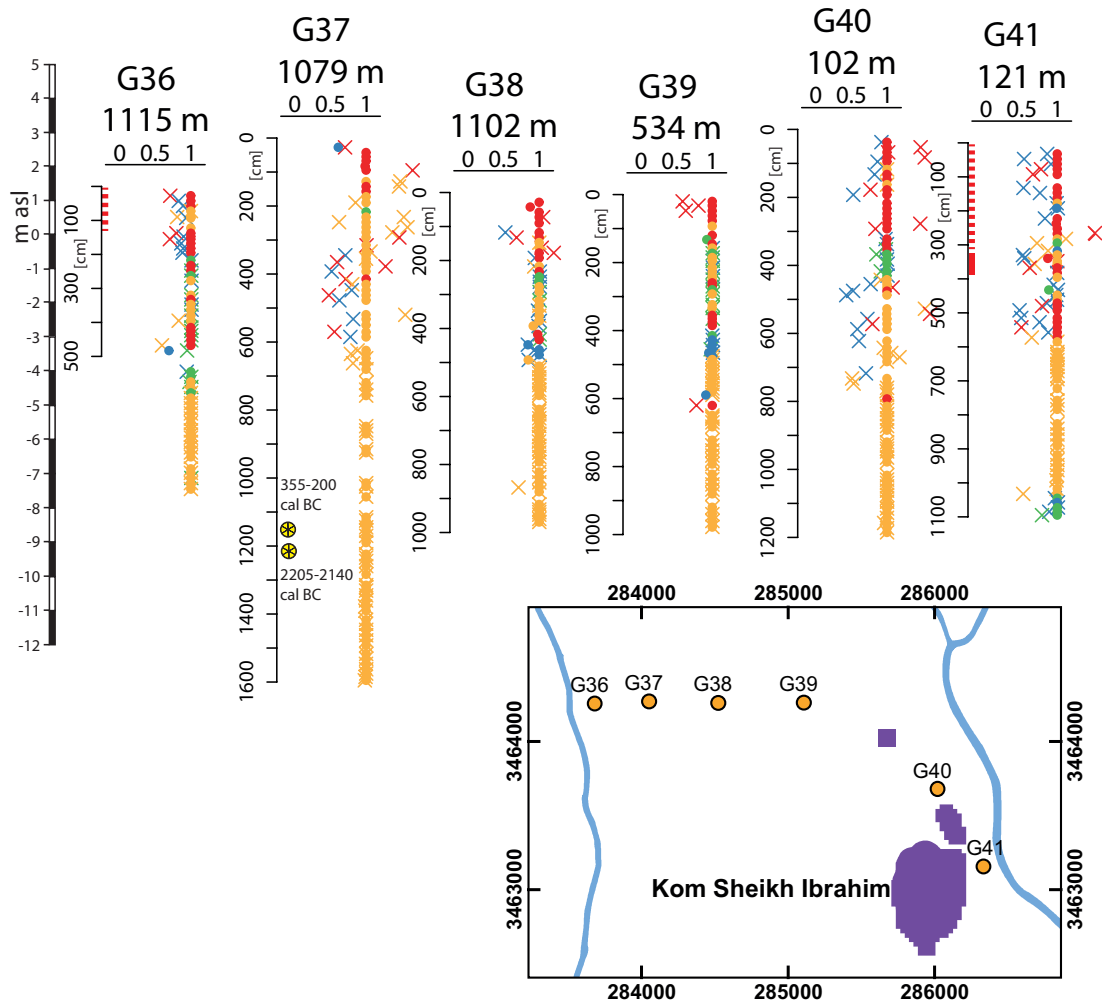 G36
1115 m
0 0.5 1
G37
1079 m
0 0.5 1
G38
1102 m
0 0.5 1
G39
534 m
0 0.5 1
G40
102 m
0 0.5 1
G41
121 m
0 0.5 1
m asl
5
4
3
2
1
0
-1
-2
-3
-4
-5
-6
-7
-8
-9
-10
-11
-12
[cm]
100
300
500
[cm]
0
200
400
600
800
1000
1200
1400
1600
355-200
cal BC
2205-2140
cal BC
[cm]
0
200
400
600
800
1000
[cm]
0
200
400
600
800
1000
[cm]
0
200
400
600
800
1000
1200
[cm]
100
300
500
700
900
1100
284000 285000 286000
G36 G37 G38 G39
3464000 3464000
G40
G41
Kom Sheikh Ibrahim
3463000 3463000
284000 285000 286000